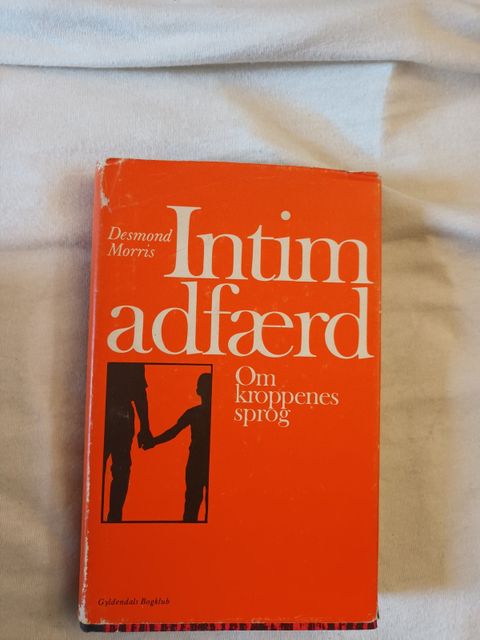 Desmond
Morris
Intim
adfærd
Om
kroppenes
sprog
Gyldendals Bogklub